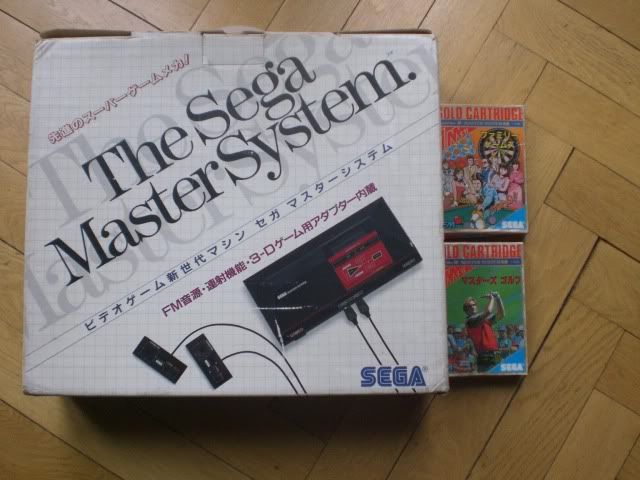 先進のスーパーゲームメカ!
The Sega
Master System.
ビデオゲーム新世代マシン セガ マスターシステム
FM音源・連射機能・3-Dゲーム用アダプター内蔵
SEGA
GOLD CARTRIDGE
ファミリー
ゲームス
SEGA
GOLD CARTRIDGE
マスターズ ゴルフ
SEGA